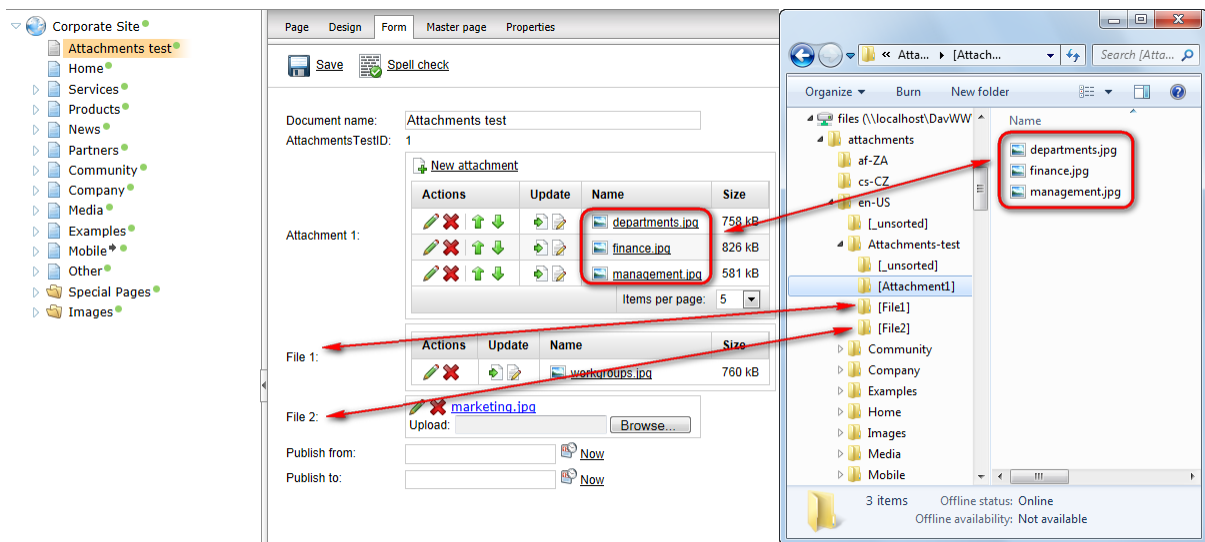 Corporate Site
Attachments test
Home
Services
Products
News
Partners
Community
Company
Media
Examples
Mobile
Other
Special Pages
Images
Page Design Form Master page Properties
Save Spell check
Document name: Attachments test
AttachmentsTestID: 1
New attachment
Actions Update Name Size
Attachment 1:
departments.jpg 758 kB
finance.jpg 826 kB
management.jpg 581 kB
Items per page: 5
File 1:
Actions Update Name Size
workgroups.jpg 760 kB
File 2:
marketing.jpg
Upload: Browse...
Publish from: Now
Publish to: Now
« Atta... [Attach... Search [Atta...
Organize Burn New folder
files (\\localhost\DavWW
attachments
af-ZA
cs-CZ
en-US
[_unsorted]
Attachments-test
[_unsorted]
[Attachment1]
[File1]
[File2]
Community
Company
Examples
Home
Images
Media
Mobile
Name
departments.jpg
finance.jpg
management.jpg
3 items Offline status: Online
Offline availability: Not available